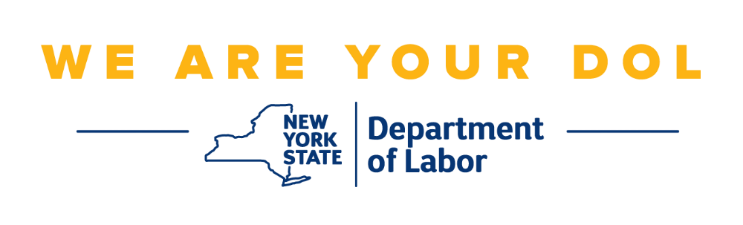 WE ARE YOUR DOL
NEW
YORK
STATE
Department
of Labor